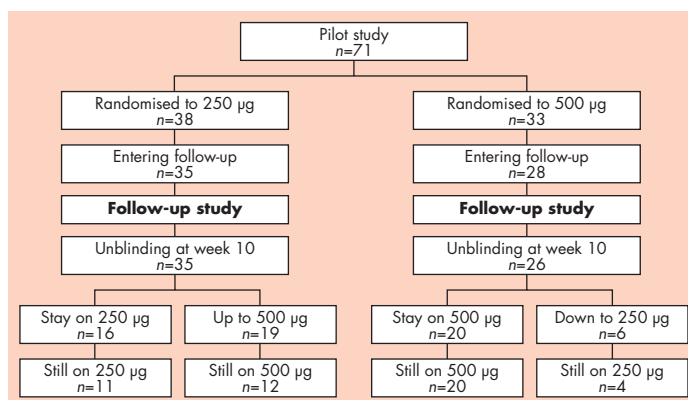 Pilot study
n=71
Randomised to 250 µg
n=38
Randomised to 500 µg
n=33
Entering follow-up
n=35
Entering follow-up
n=28
Follow-up study
Follow-up study
Unblinding at week 10
n=35
Unblinding at week 10
n=26
Stay on 250 µg
n=16
Up to 500 µg
n=19
Stay on 500 µg
n=20
Down to 250 µg
n=6
Still on 250 µg
n=11
Still on 500 µg
n=12
Still on 500 µg
n=20
Still on 250 µg
n=4